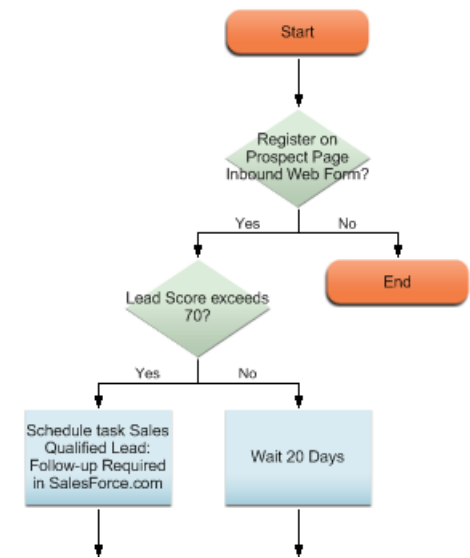 Start
Register on
Prospect Page
Inbound Web Form?
Yes
No
End
Lead Score exceeds
70?
Yes
No
Schedule task Sales
Qualified Lead:
Follow-up Required
in SalesForce.com
Wait 20 Days